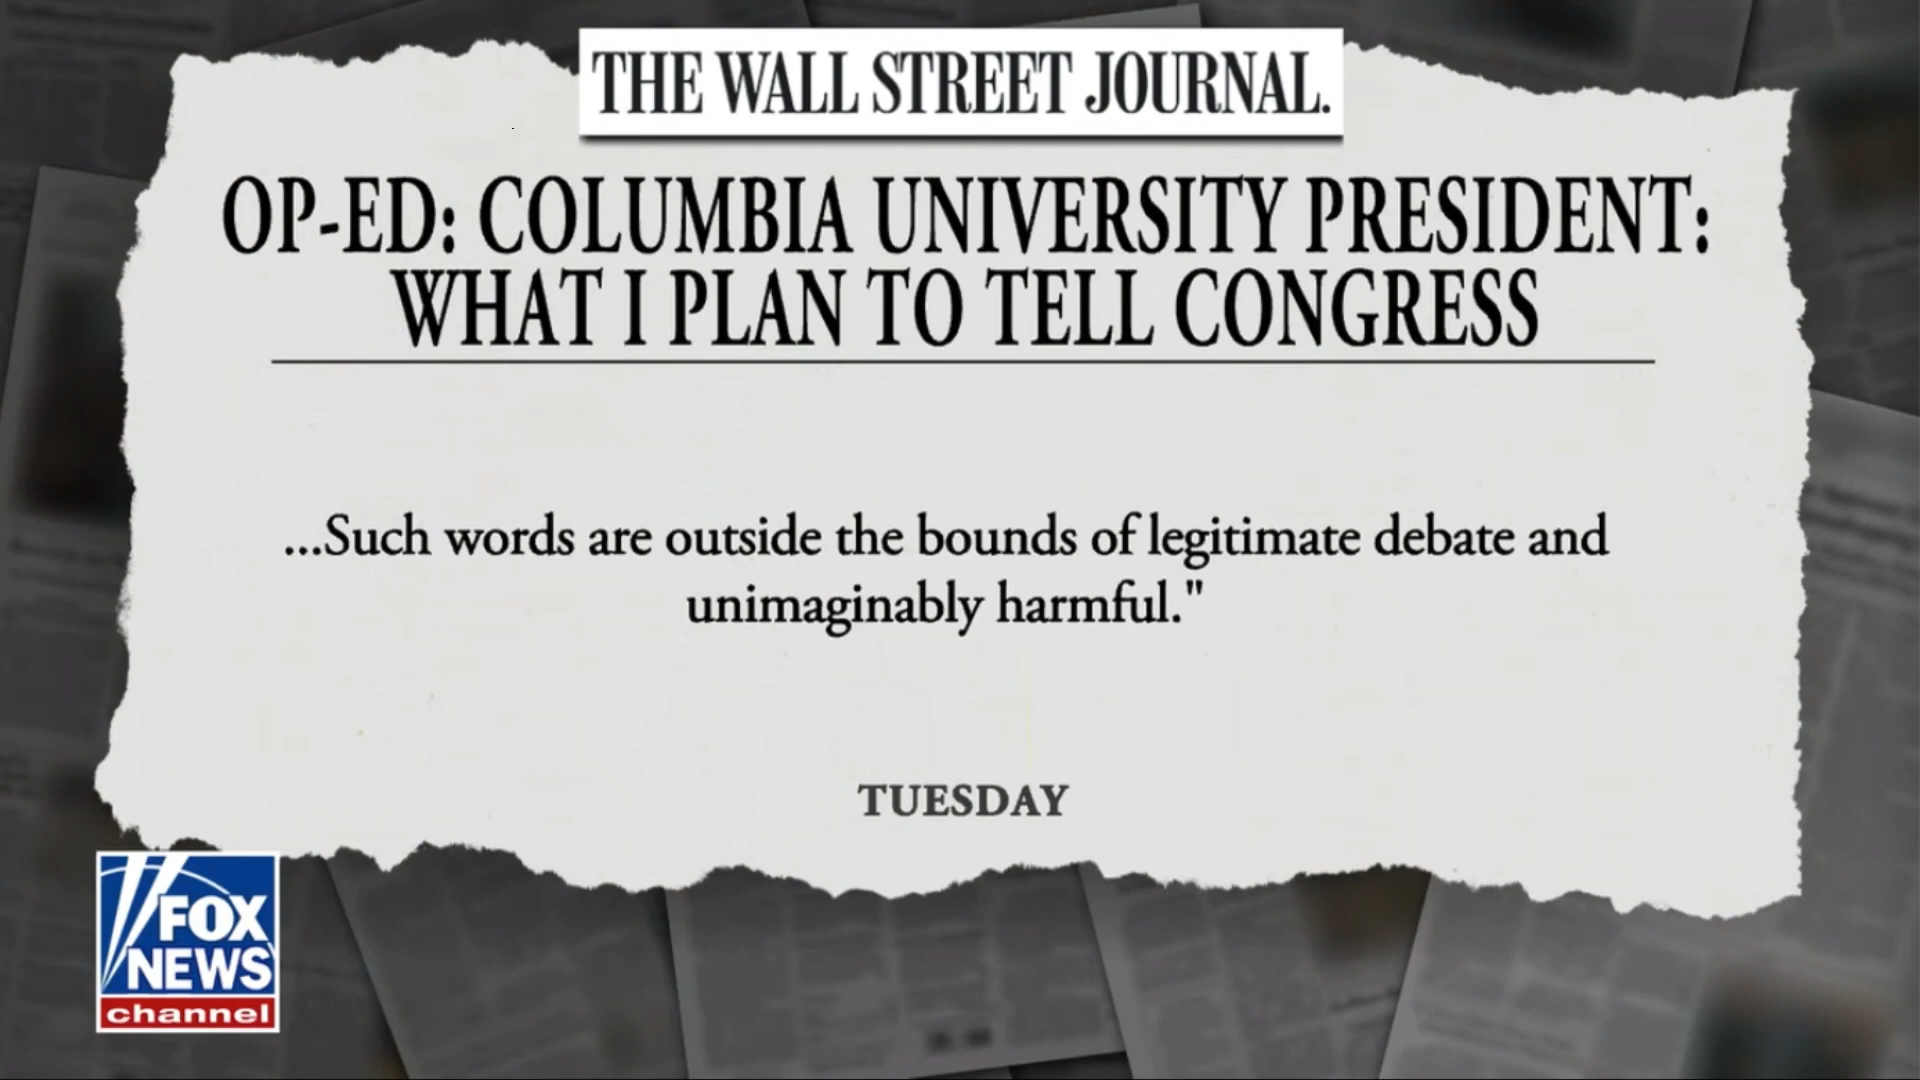 THE WALL STREET JOURNAL.
OP-ED: COLUMBIA UNIVERSITY PRESIDENT:
WHAT I PLAN TO TELL CONGRESS
...Such words are outside the bounds of legitimate debate and
unimaginably harmful."
TUESDAY
FOX
NEWS
channel